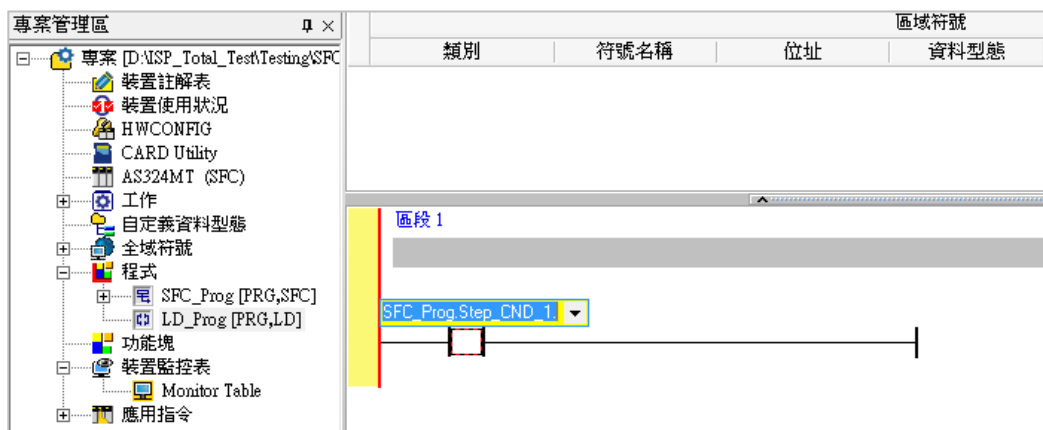 專案管理區
專案 [D:\ISP_Total_Test\Testing\SFC
裝置註解表
裝置使用狀況
HWCONFIG
CARD Utility
AS324MT (SFC)
工作
自定義資料型態
全域符號
程式
SFC_Prog [PRG,SFC]
LD_Prog [PRG,LD]
功能塊
裝置監控表
Monitor Table
應用指令
區域符號
類別 符號名稱 位址 資料型態
區段 1
SFC_Prog.Step_CND_1.